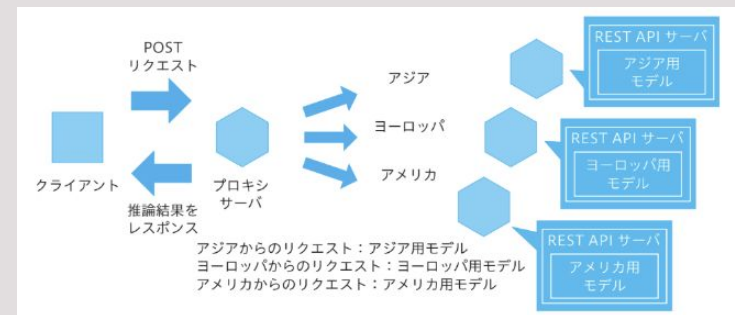 POST
リクエスト
クライアント
推論結果を
レスポンス
プロキシ
サーバ
アジア
ヨーロッパ
アメリカ
REST API サーバ
アジア用
モデル
REST API サーバ
ヨーロッパ用
モデル
REST API サーバ
アメリカ用
モデル
アジアからのリクエスト：アジア用モデル
ヨーロッパからのリクエスト：ヨーロッパ用モデル
アメリカからのリクエスト：アメリカ用モデル